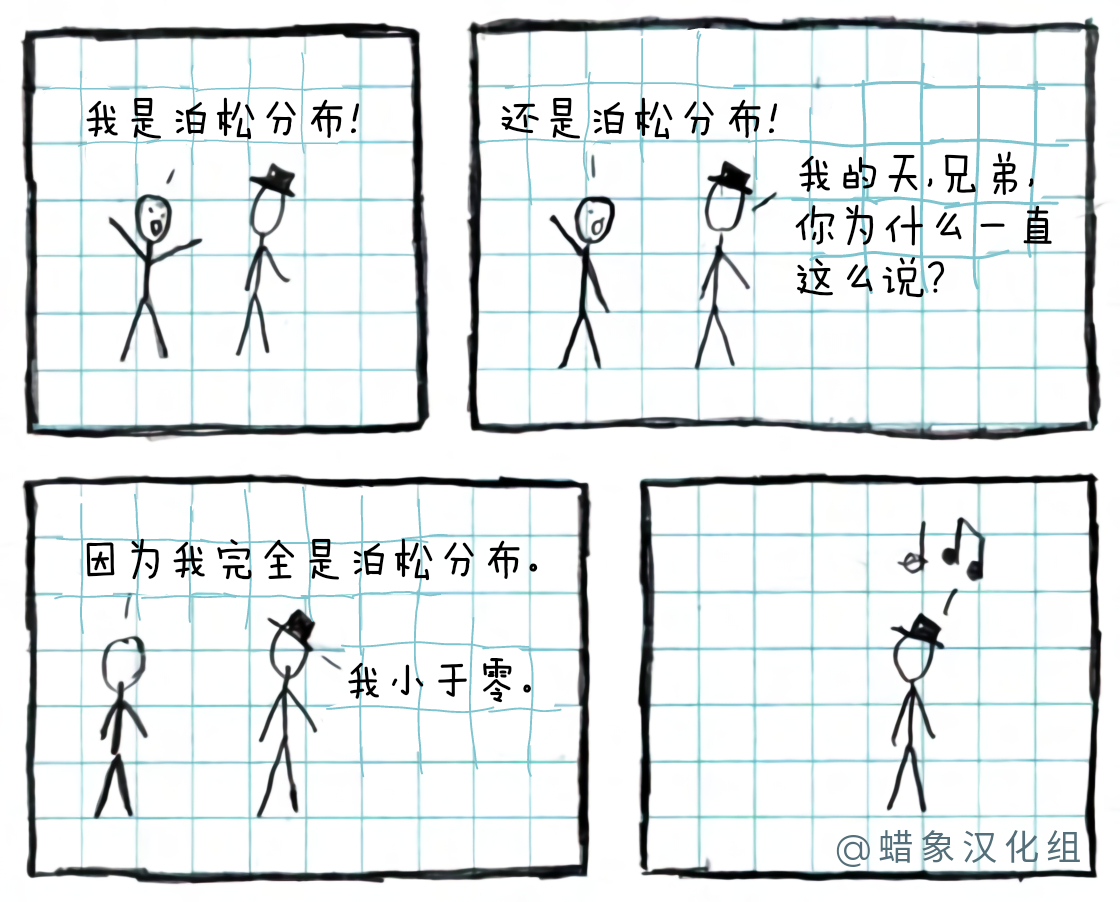 我是泊松分布!
还是泊松分布!
我的天,兄弟,
你为什么一直
这么说?
因为我完全是泊松分布。
我小于零。
@蜡象汉化组